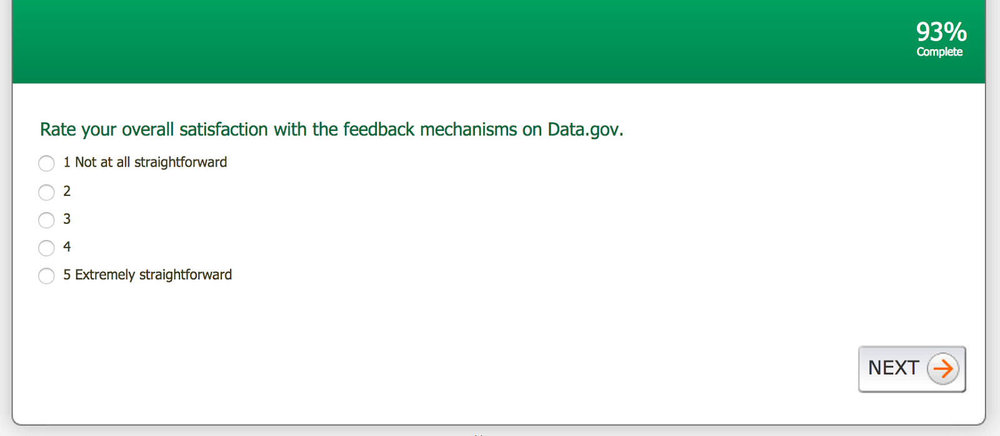 93%
Complete
Rate your overall satisfaction with the feedback mechanisms on Data.gov.
1 Not at all straightforward
2
3
4
5 Extremely straightforward
NEXT